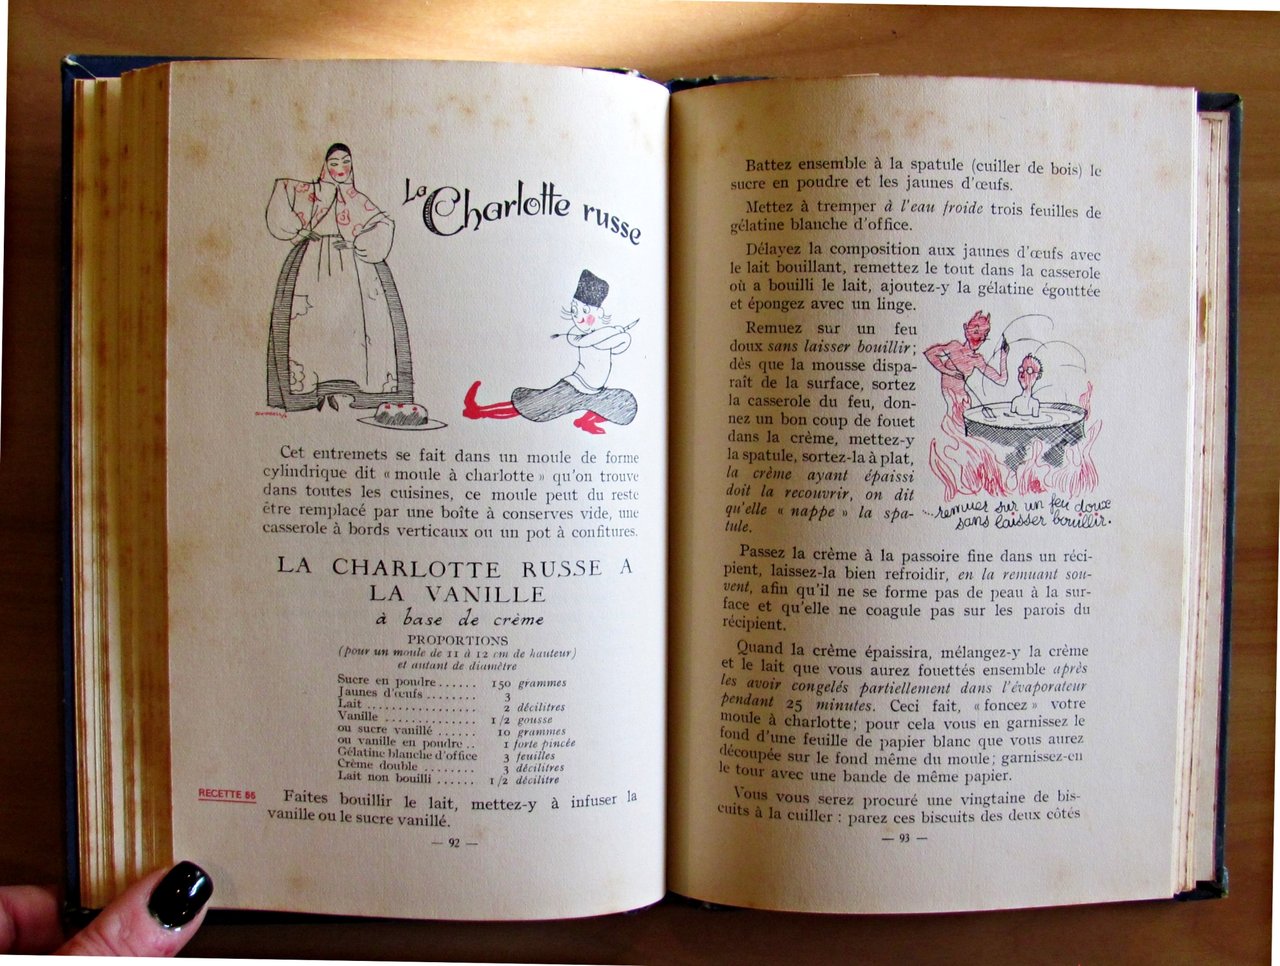 La Charlotte russe
Cet entremets se fait dans un moule de forme
cylindrique dit « moule à charlotte » qu'on trouve
dans toutes les cuisines, ce moule peut du reste
être remplacé par une boîte à conserves vide, une
casserole à bords verticaux ou un pot à confitures.
LA CHARLOTTE RUSSE A
LA VANILLE
à base de crème
PROPORTIONS
(pour un moule de 11 à 12 cm de hauteur)
et autant de diamètre
Sucre en poudre ...... 150 grammes
Jaunes d'œufs ........ 3
Lait ................ 2 décilitres
Vanille ............. 1/2 gousse
ou sucre vanillé ...... 10 grammes
ou vanille en poudre .. 1 forte pincée
Gélatine blanche d'office 3 feuilles
Crème double ........ 3 décilitres
Lait non bouilli ...... 1/2 décilitre
RECETTE 55
Faites bouillir le lait, mettez-y à infuser la
vanille ou le sucre vanillé.
— 92 —
Battez ensemble à la spatule (cuiller de bois) le
sucre en poudre et les jaunes d'œufs.
Mettez à tremper à l'eau froide trois feuilles de
gélatine blanche d'office.
Délayez la composition aux jaunes d'œufs avec
le lait bouillant, remettez le tout dans la casserole
où a bouilli le lait, ajoutez-y la gélatine égouttée
et épongez avec un linge.
Remuez sur un feu
doux sans laisser bouillir;
dès que la mousse dispa-
raît de la surface, sortez
la casserole du feu, don-
nez un bon coup de fouet
dans la crème, mettez-y
la spatule, sortez-la à plat,
la crème ayant épaissi
doit la recouvrir, on dit
qu'elle « nappe » la spa-
tule.
...remuez sur un feu doux
sans laisser bouillir.
Passez la crème à la passoire fine dans un réci-
pient, laissez-la bien refroidir, en la remuant sou-
vent, afin qu'il ne se forme pas de peau à la sur-
face et qu'elle ne coagule pas sur les parois du
récipient.
Quand la crème épaissira, mélangez-y la crème
et le lait que vous aurez fouettés ensemble après
les avoir congelés partiellement dans l'évaporateur
pendant 25 minutes. Ceci fait, « foncez » votre
moule à charlotte; pour cela vous en garnissez le
fond d'une feuille de papier blanc que vous aurez
découpée sur le fond même du moule; garnissez-en
le tour avec une bande de même papier.
Vous vous serez procuré une vingtaine de bis-
cuits à la cuiller : parez ces biscuits des deux côtés
— 93 —